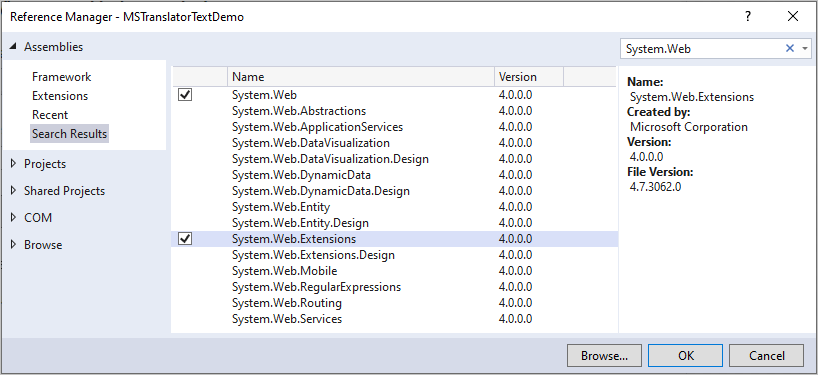 Reference Manager - MSTranslatorTextDemo
Assemblies
Framework
Extensions
Recent
Search Results
Projects
Shared Projects
COM
Browse
Name Version
System.Web 4.0.0.0
System.Web.Abstractions 4.0.0.0
System.Web.ApplicationServices 4.0.0.0
System.Web.DataVisualization 4.0.0.0
System.Web.DataVisualization.Design 4.0.0.0
System.Web.DynamicData 4.0.0.0
System.Web.DynamicData.Design 4.0.0.0
System.Web.Entity 4.0.0.0
System.Web.Entity.Design 4.0.0.0
System.Web.Extensions 4.0.0.0
System.Web.Extensions.Design 4.0.0.0
System.Web.Mobile 4.0.0.0
System.Web.RegularExpressions 4.0.0.0
System.Web.Routing 4.0.0.0
System.Web.Services 4.0.0.0
System.Web
Name:
System.Web.Extensions
Created by:
Microsoft Corporation
Version:
4.0.0.0
File Version:
4.7.3062.0
Browse... OK Cancel